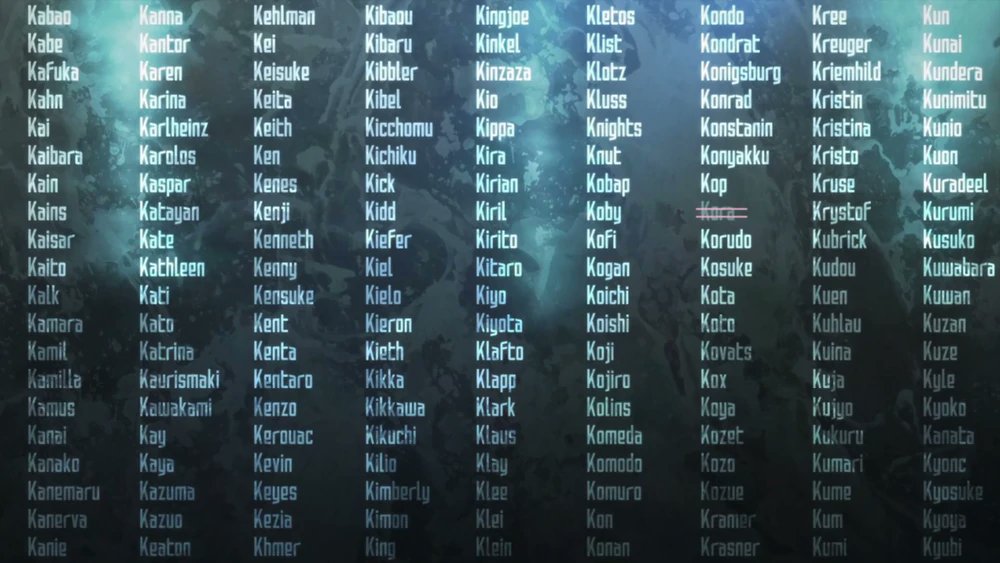 Kabao Kanna Kehlman Kibaou Kingjoe Kletos Kondo Kree Kun
Kabe Kantor Kei Kibaru Kinkel Klist Kondrat Kreuger Kunai
Kafuka Karen Keisuke Kibbler Kinzaza Klotz Konigsburg Kriemhild Kundera
Kahn Karina Keita Kibel Kio Kluss Konrad Kristin Kunimitu
Kai Karlheinz Keith Kicchomu Kippa Knights Konstanin Kristina Kunio
Kaibara Karolos Ken Kichiku Kira Knut Konyakku Kristo Kuon
Kain Kaspar Kenes Kick Kirian Kobap Kop Kruse Kuradeel
Kains Katayan Kenji Kidd Kiril Koby Kora Krystof Kurumi
Kaisar Kate Kenneth Kiefer Kirito Kofi Korudo Kubrick Kusuko
Kaito Kathleen Kenny Kiel Kitaro Kogan Kosuke Kudou Kuwabara
Kalk Kati Kensuke Kielo Kiyo Koichi Kota Kuen Kuwan
Kamara Kato Kent Kieron Kiyota Koishi Koto Kuhlau Kuzan
Kamil Katrina Kenta Kieth Klafto Koji Kovats Kuina Kuze
Kamilla Kaurismaki Kentaro Kikka Klapp Kojiro Kox Kuja Kyle
Kamus Kawakami Kenzo Kikkawa Klark Kolins Koya Kujyo Kyoko
Kanai Kay Kerouac Kikuchi Klaus Komeda Kozet Kukuru Kanata
Kanako Kaya Kevin Kilio Klay Komodo Kozo Kumari Kyonc
Kanemaru Kazuma Keyes Kimberly Klee Komuro Kozue Kume Kyosuke
Kanerva Kazuo Kezia Kimon Klei Kon Kramer Kum Kyoya
Kanie Keaton Khmer King Klein Konan Krasner Kumi Kyubi